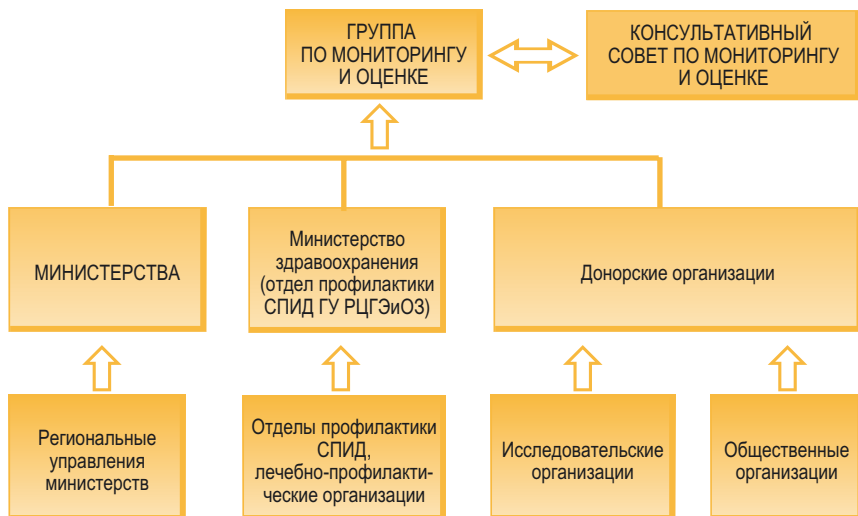 ГРУППА
ПО МОНИТОРИНГУ
И ОЦЕНКЕ
КОНСУЛЬТАТИВНЫЙ
СОВЕТ ПО МОНИТОРИНГУ
И ОЦЕНКЕ
МИНИСТЕРСТВА
Министерство
здравоохранения
(отдел профилактики
СПИД ГУ РЦГЭиОЗ)
Донорские организации
Региональные
управления
министерств
Отделы профилактики
СПИД,
лечебно-профилакти-
ческие организации
Исследовательские
организации
Общественные
организации